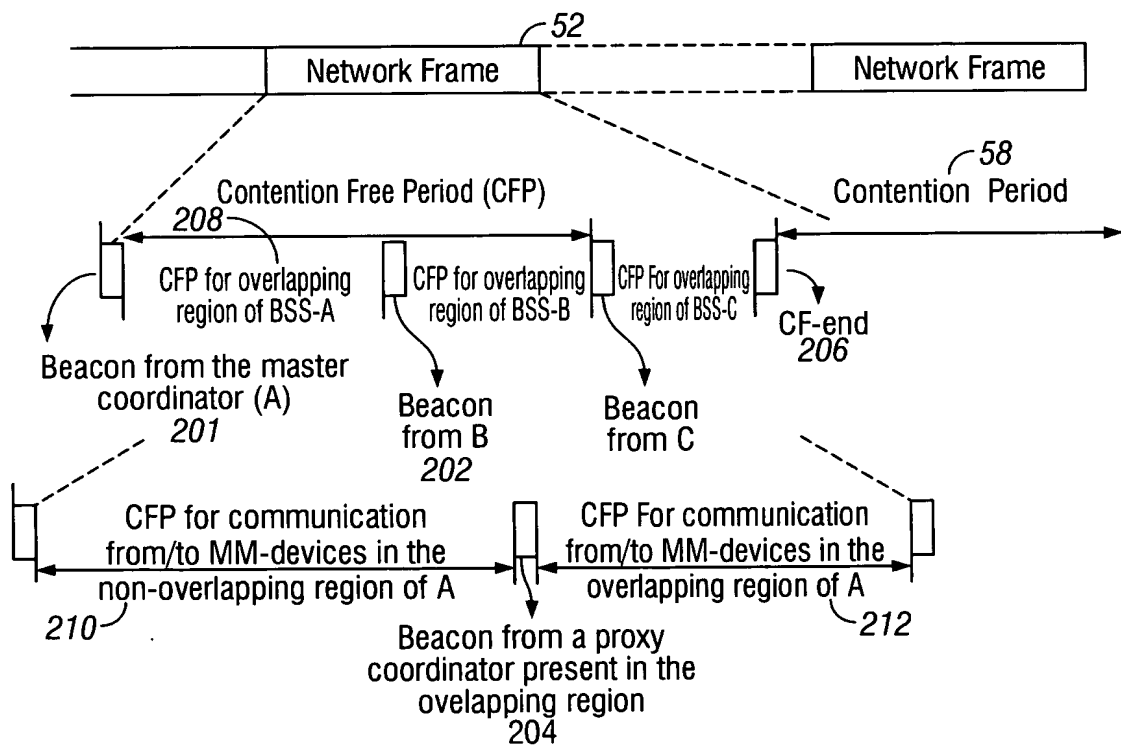 52
Network Frame
Network Frame
58
Contention Free Period (CFP)
Contention Period
208
CFP for overlapping
region of BSS-A
CFP for overlapping
region of BSS-B
CFP For overlapping
region of BSS-C
CF-end
206
Beacon from the master
coordinator (A)
201
Beacon
from B
202
Beacon
from C
CFP for communication
from/to MM-devices in the
non-overlapping region of A
210
CFP For communication
from/to MM-devices in the
overlapping region of A
212
Beacon from a proxy
coordinator present in the
ovelapping region
204